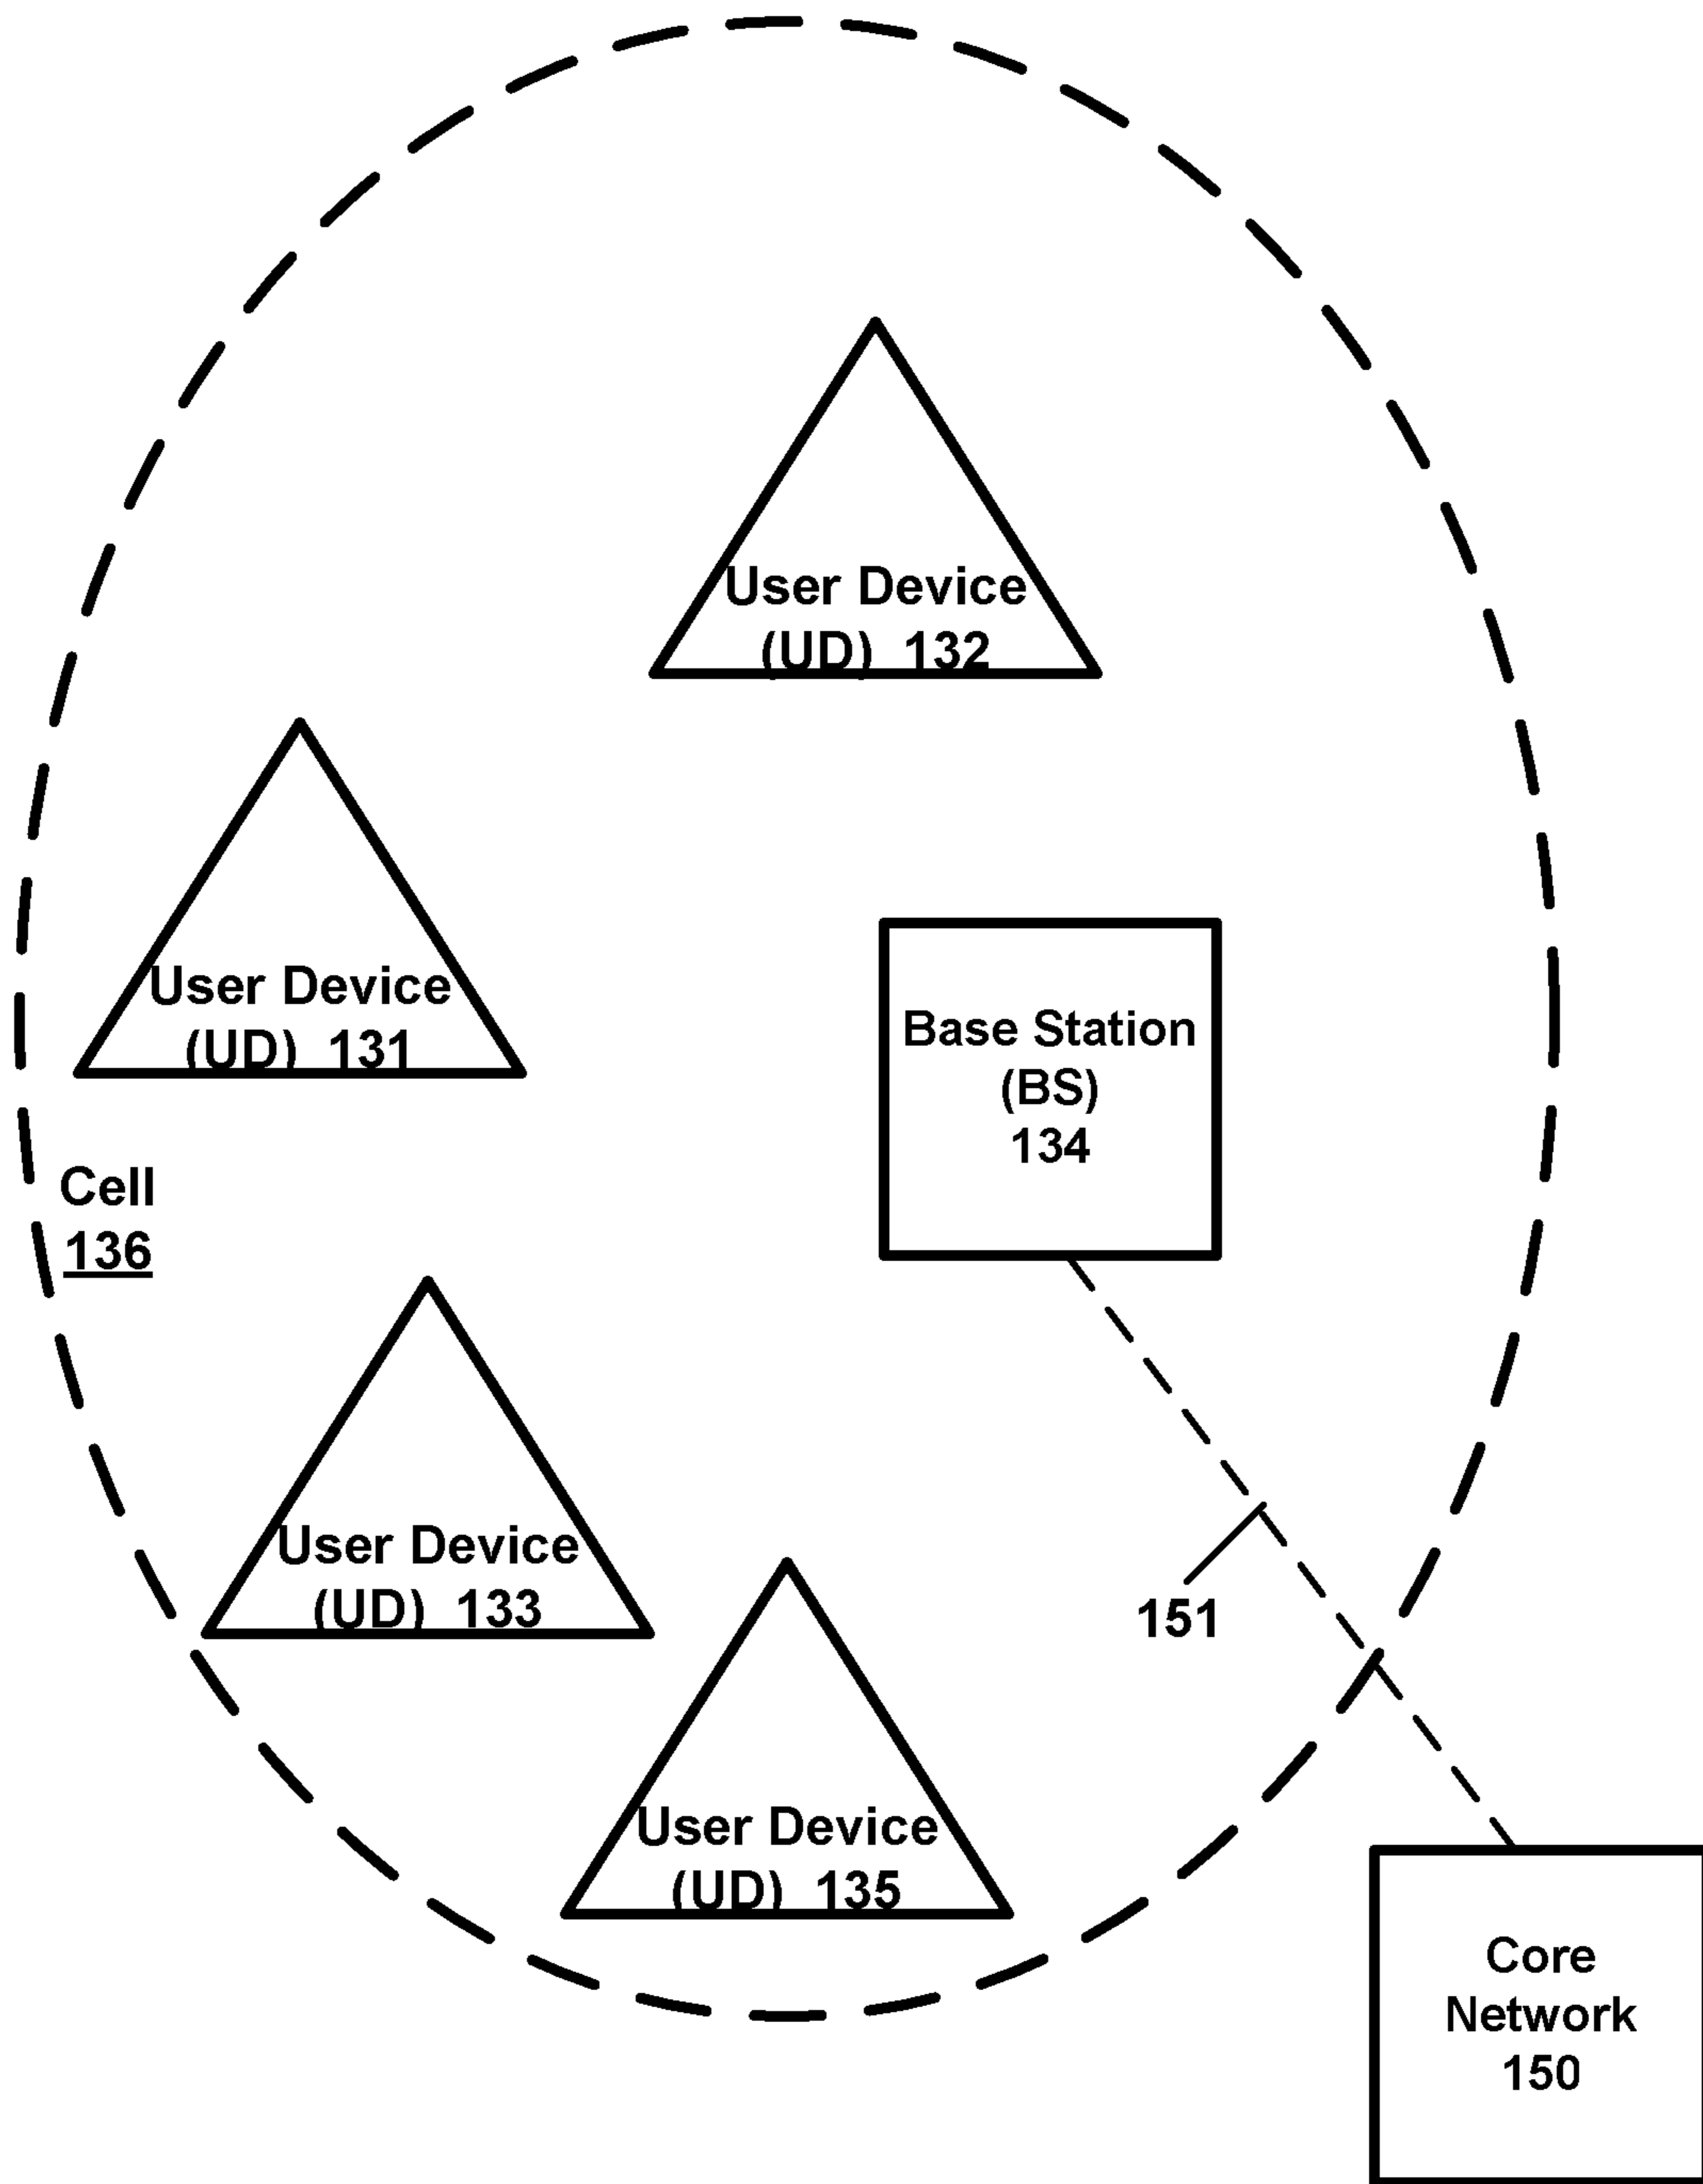 User Device
(UD) 132
User Device
(UD) 131
Base Station
(BS)
134
Cell
136
User Device
(UD) 133
151
User Device
(UD) 135
Core
Network
150